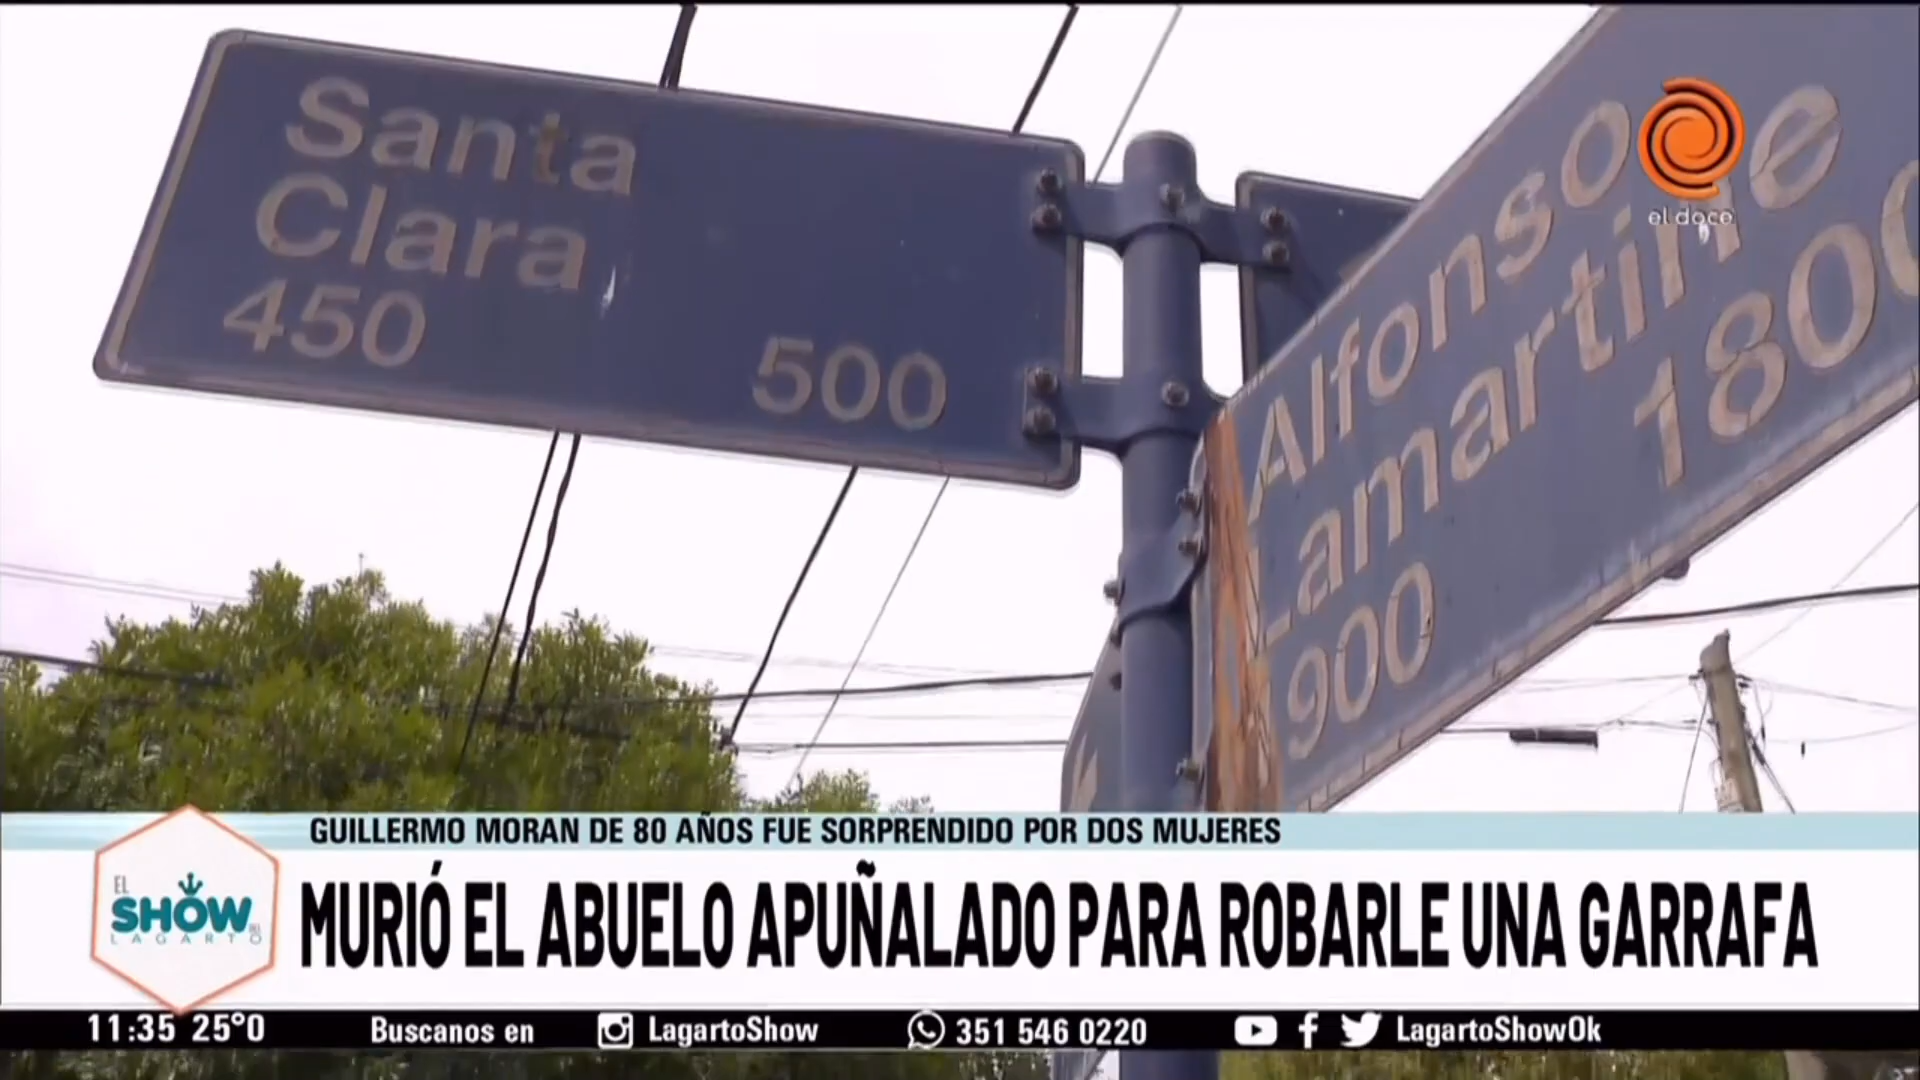 Santa
Clara
450 500
Alfonso
Lamartine
1800
1900
el doce
GUILLERMO MORAN DE 80 AÑOS FUE SORPRENDIDO POR DOS MUJERES
EL
SHOW DEL
LAGARTO
MURIÓ EL ABUELO APUÑALADO PARA ROBARLE UNA GARRAFA
11:35 25°0 Buscanos en LagartoShow 351 546 0220 LagartoShowOk